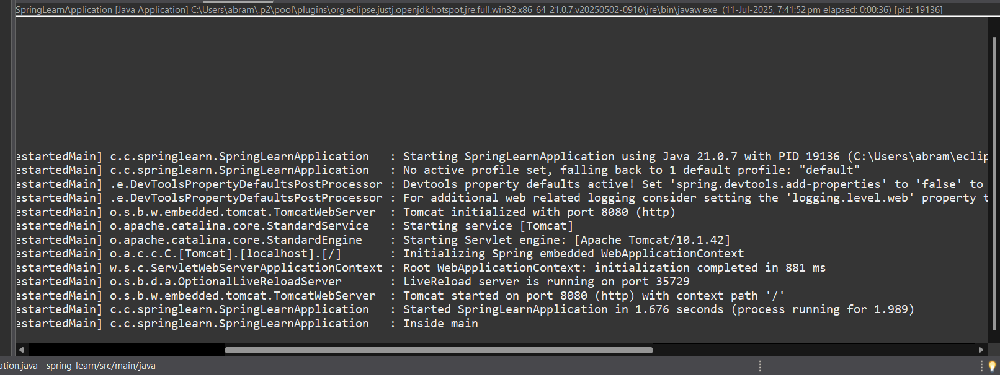 SpringLearnApplication [Java Application] C:\Users\abram\.p2\pool\plugins\org.eclipse.justj.openjdk.hotspot.jre.full.win32.x86_64_21.0.7.v20250502-0916\jre\bin\javaw.exe (11-Jul-2025, 7:41:52 pm elapsed: 0:00:36) [pid: 19136]
estartedMain] c.c.springlearn.SpringLearnApplication   : Starting SpringLearnApplication using Java 21.0.7 with PID 19136 (C:\Users\abram\eclip
estartedMain] c.c.springlearn.SpringLearnApplication   : No active profile set, falling back to 1 default profile: "default"
estartedMain] .e.DevToolsPropertyDefaultsPostProcessor : Devtools property defaults active! Set 'spring.devtools.add-properties' to 'false' to
estartedMain] .e.DevToolsPropertyDefaultsPostProcessor : For additional web related logging consider setting the 'logging.level.web' property t
estartedMain] o.s.b.w.embedded.tomcat.TomcatWebServer  : Tomcat initialized with port 8080 (http)
estartedMain] o.apache.catalina.core.StandardService   : Starting service [Tomcat]
estartedMain] o.apache.catalina.core.StandardEngine    : Starting Servlet engine: [Apache Tomcat/10.1.42]
estartedMain] o.a.c.c.C.[Tomcat].[localhost].[/]       : Initializing Spring embedded WebApplicationContext
estartedMain] w.s.c.ServletWebServerApplicationContext : Root WebApplicationContext: initialization completed in 881 ms
estartedMain] o.s.b.d.a.OptionalLiveReloadServer       : LiveReload server is running on port 35729
estartedMain] o.s.b.w.embedded.tomcat.TomcatWebServer  : Tomcat started on port 8080 (http) with context path '/'
estartedMain] c.c.springlearn.SpringLearnApplication   : Started SpringLearnApplication in 1.676 seconds (process running for 1.989)
estartedMain] c.c.springlearn.SpringLearnApplication   : Inside main
ation.java - spring-learn/src/main/java